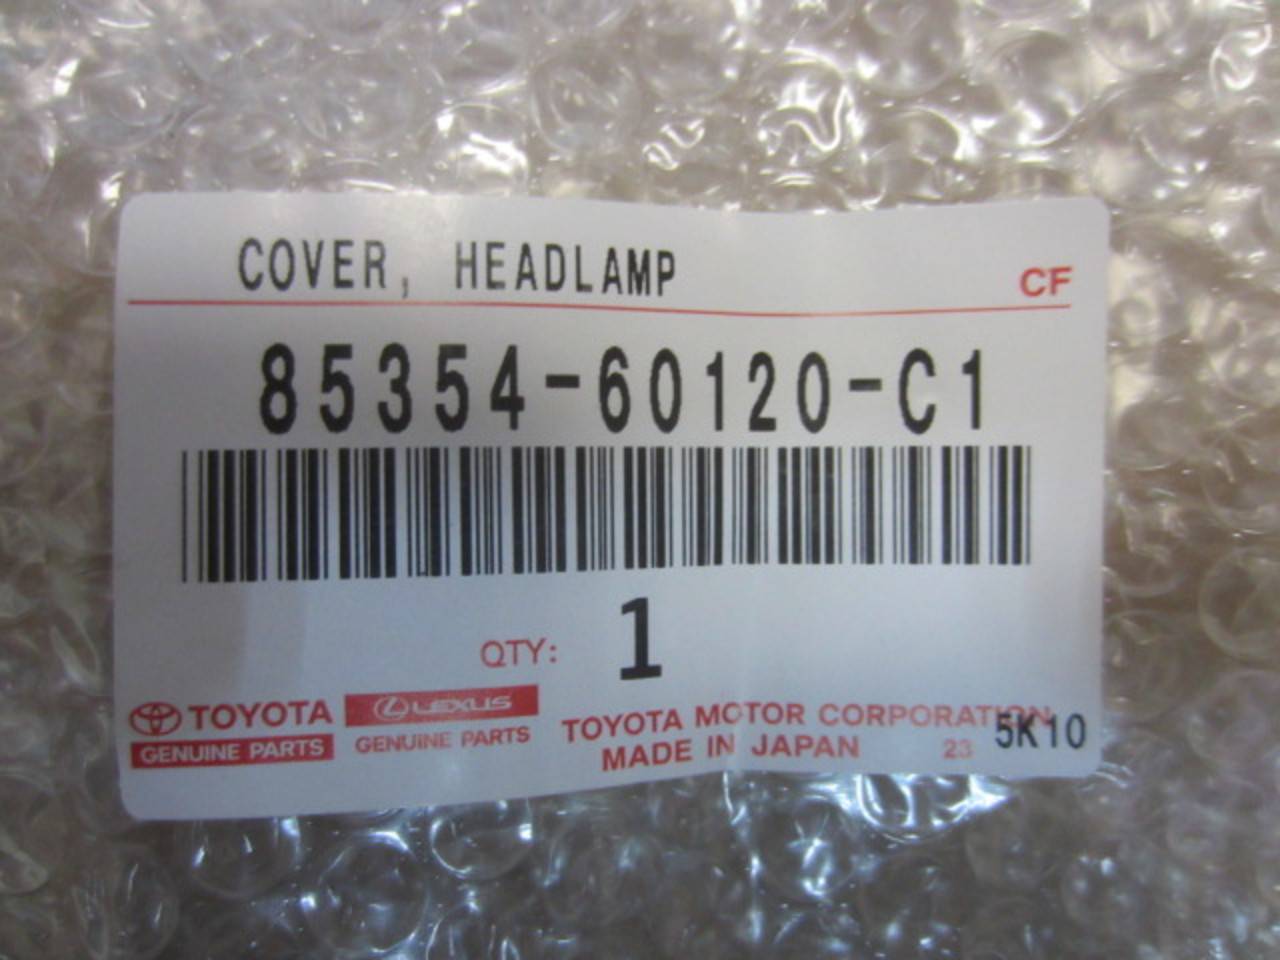 COVER, HEADLAMP
CF
85354-60120-C1
QTY: 1
TOYOTA
GENUINE PARTS
LEXUS
GENUINE PARTS
TOYOTA MOTOR CORPORATION
MADE IN JAPAN
23
5K10